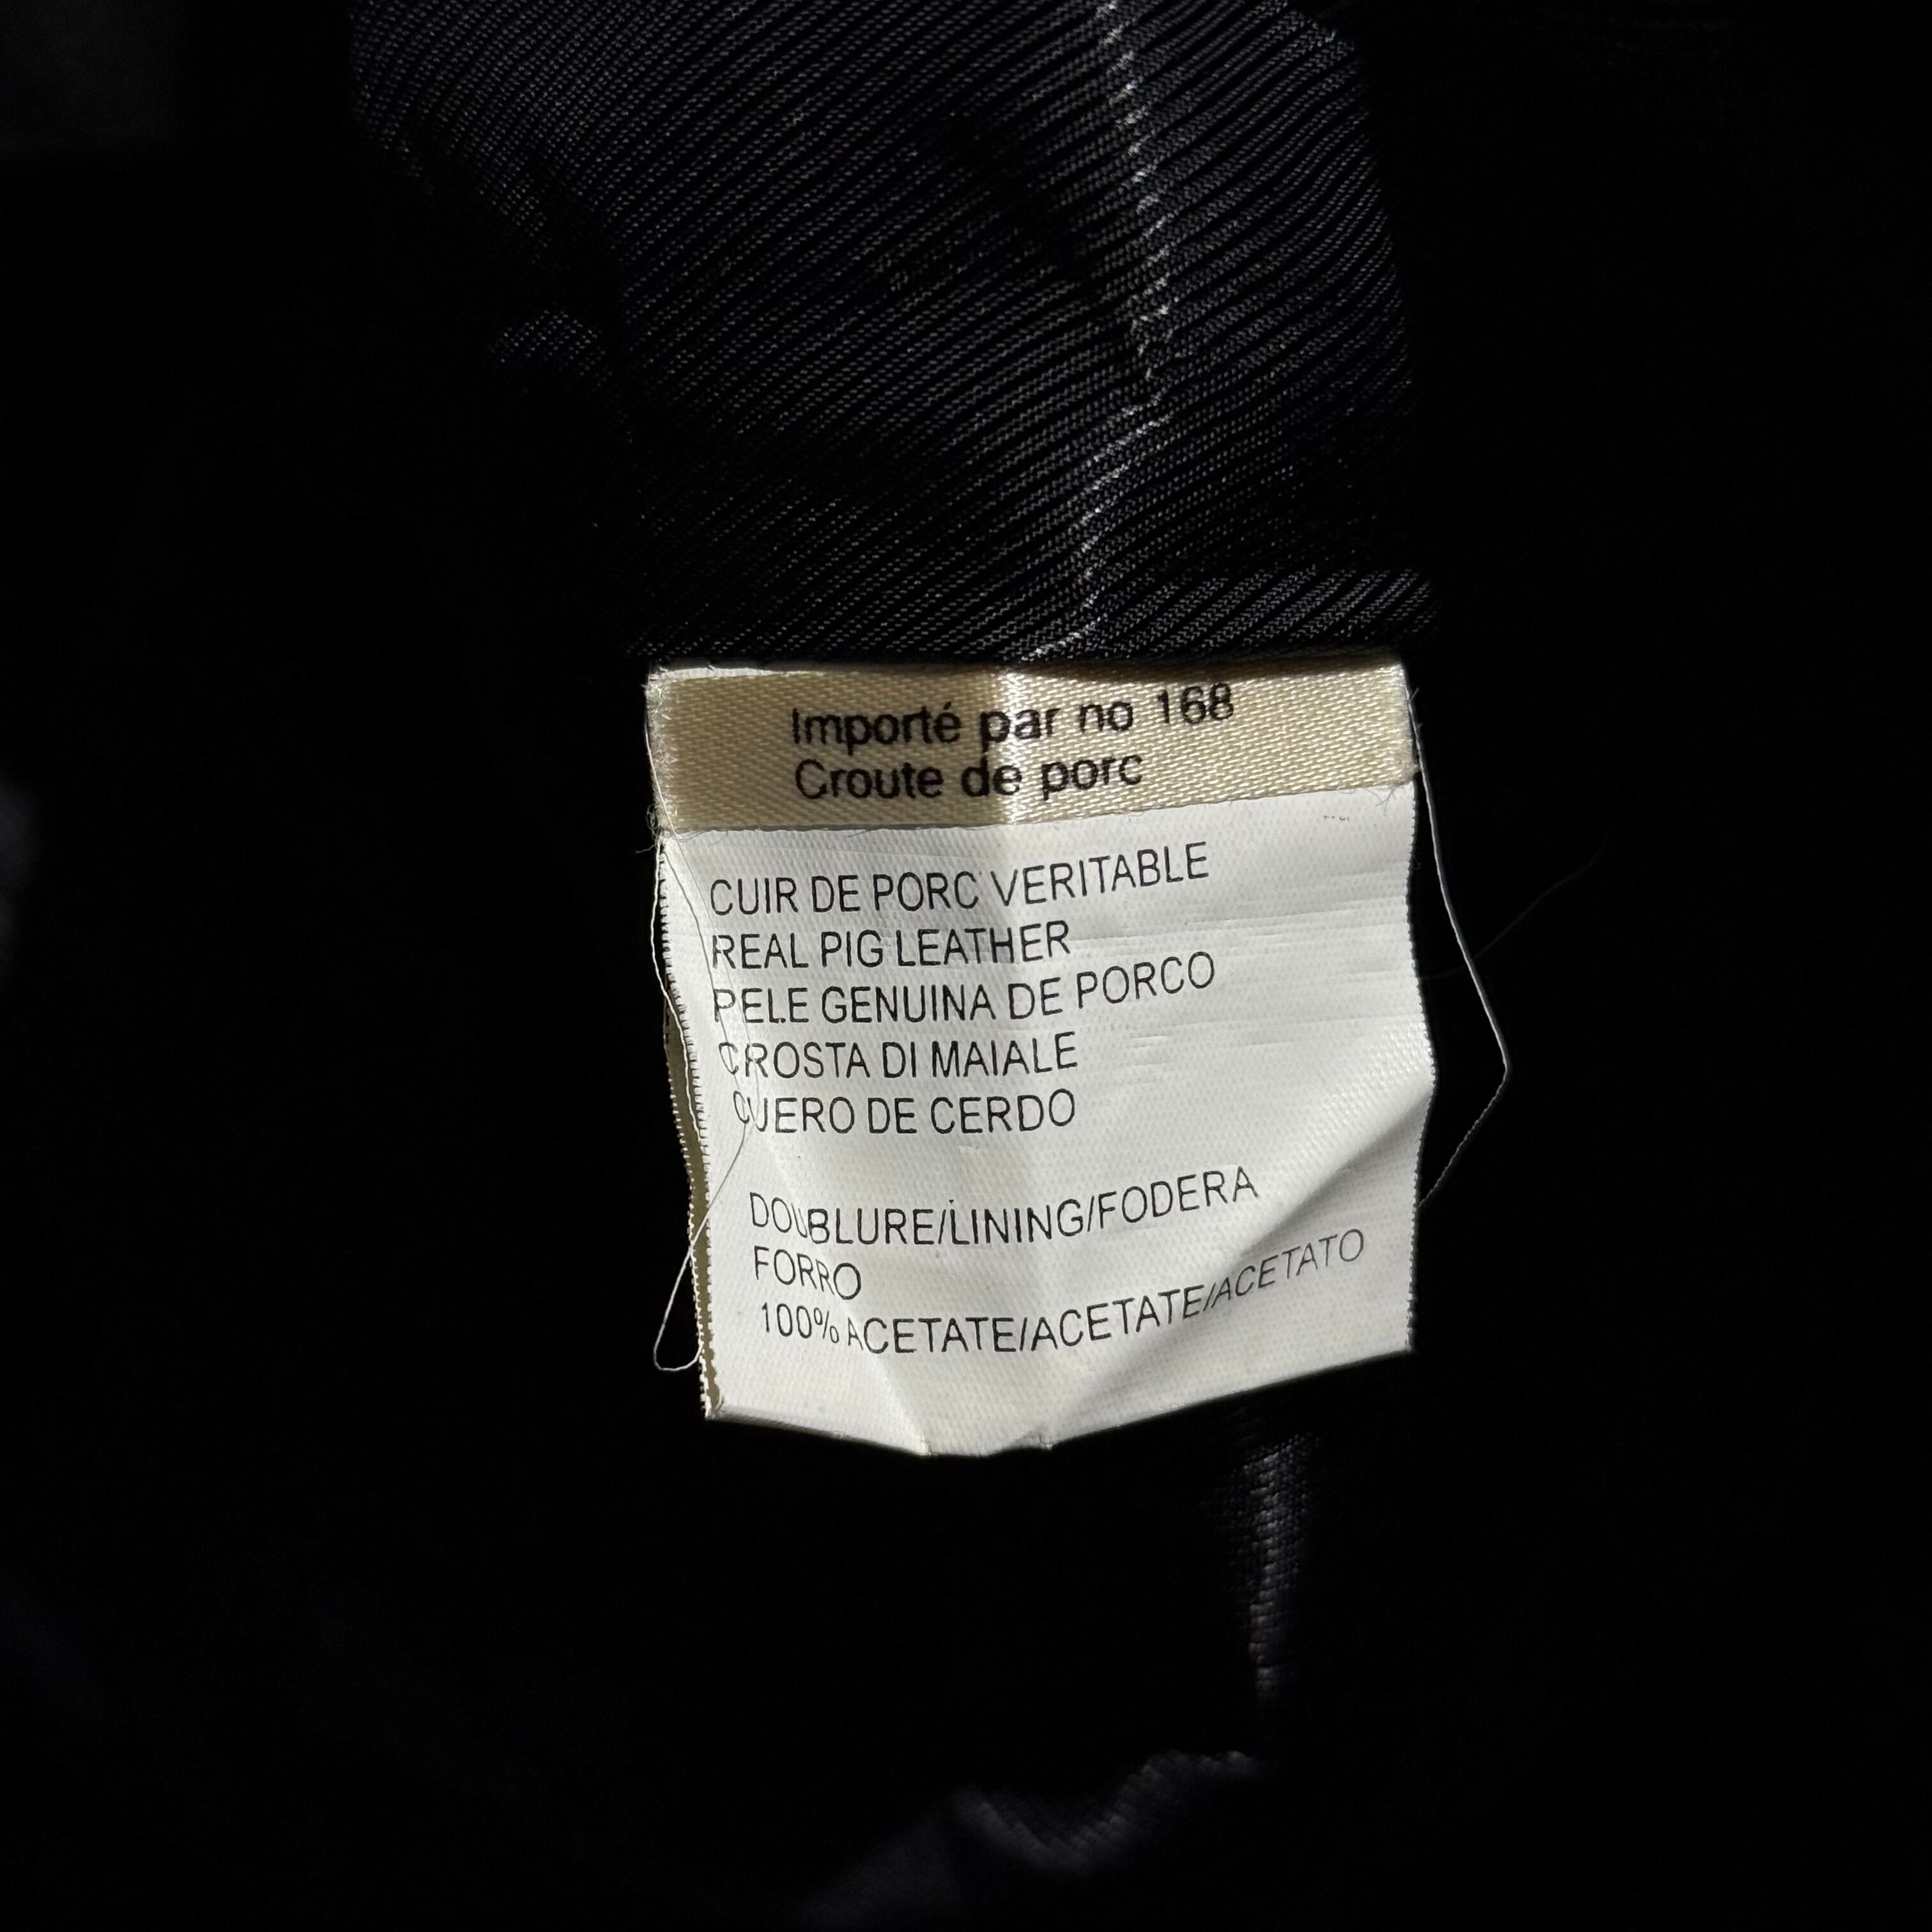 Importé par no 168
Croute de porc
CUIR DE PORC VERITABLE
REAL PIG LEATHER
PELE GENUINA DE PORCO
CROSTA DI MAIALE
CUERO DE CERDO
DOUBLURE/LINING/FODERA
FORRO
100% ACETATE/ACETATE/ACETATO